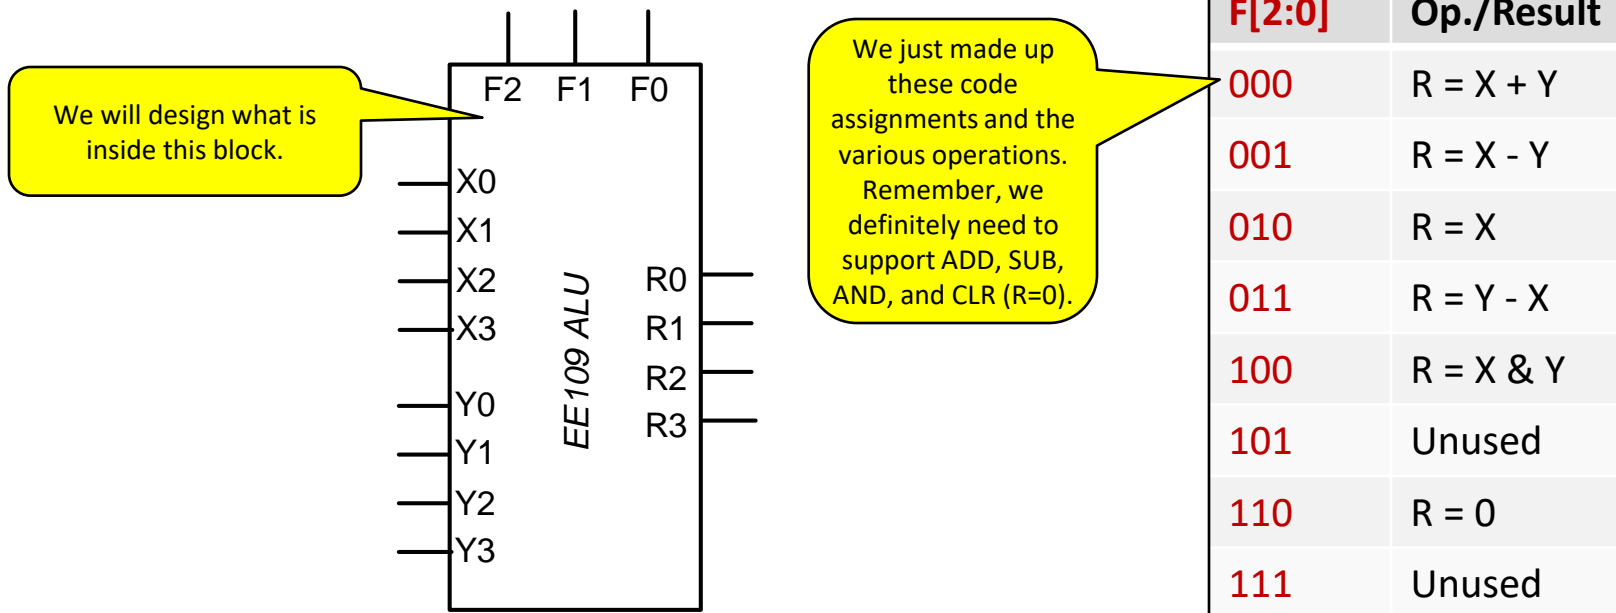 We will design what is
inside this block.
F2 F1 F0
X0
X1
X2
X3
Y0
Y1
Y2
Y3
EE109 ALU
R0
R1
R2
R3
We just made up
these code
assignments and the
various operations.
Remember, we
definitely need to
support ADD, SUB,
AND, and CLR (R=0).
F[2:0] Op./Result
000 R = X + Y
001 R = X - Y
010 R = X
011 R = Y - X
100 R = X & Y
101 Unused
110 R = 0
111 Unused